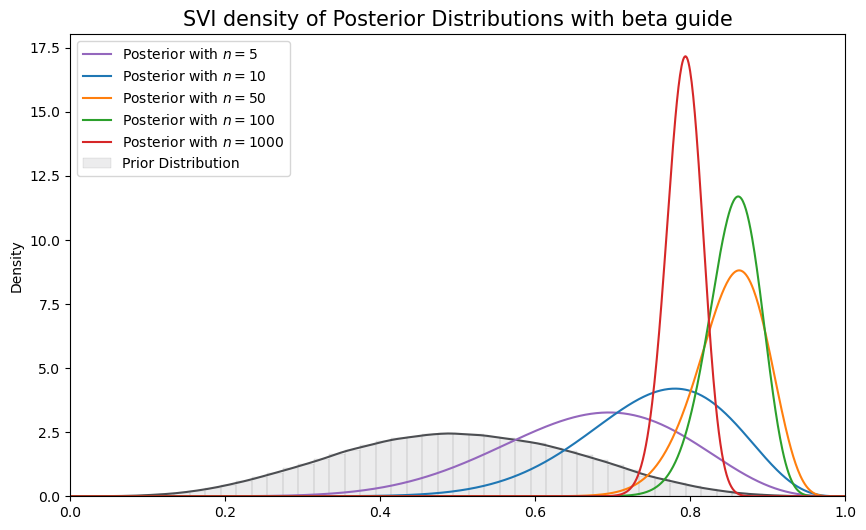 SVI density of Posterior Distributions with beta guide
Posterior with n = 5
Posterior with n = 10
Posterior with n = 50
Posterior with n = 100
Posterior with n = 1000
Prior Distribution
Density
17.5
15.0
12.5
10.0
7.5
5.0
2.5
0.0
0.0 0.2 0.4 0.6 0.8 1.0